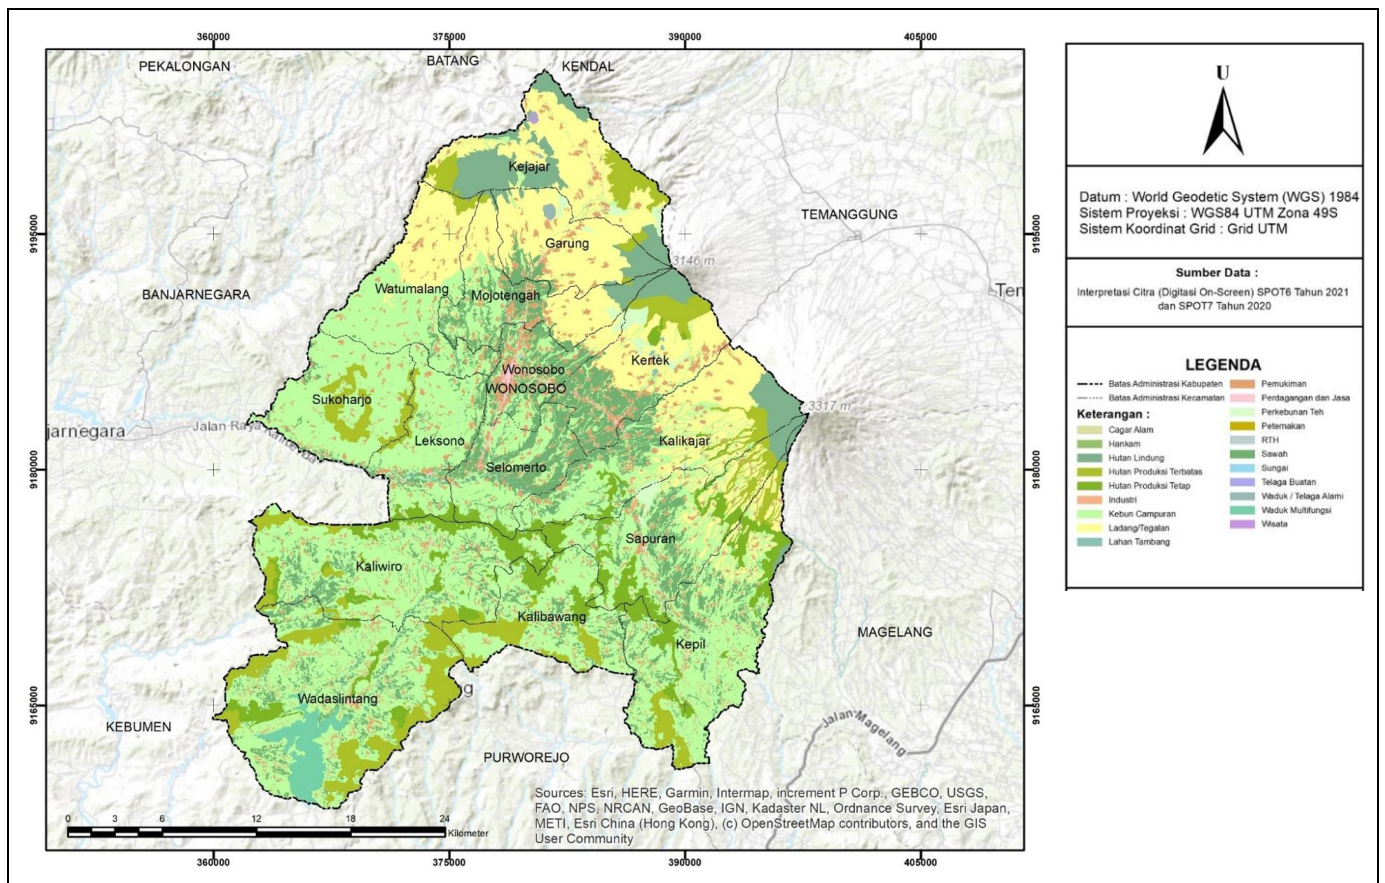 360000
375000
390000
405000
PEKALONGAN
BATANG
KENDAL
Kejajar
TEMANGGUNG
9195000
9195000
Garung
3146 m
BANJARNEGARA
Watumalang
Mojotengah
Ten
Kertek
Wonosobo
WONOSOBO
Sukoharjo
3317 m
jarnegara
Jalan Raya
Leksono
Kalikajar
Selomerto
9180000
9180000
Sapuran
Kaliwiro
Kalibawang
MAGELANG
Kepil
Wadaslintang
9165000
9165000
KEBUMEN
Jalan-Magelang
PURWOREJO
Sources: Esri, HERE, Garmin, Intermap, increment P Corp., GEBCO, USGS,
FAO, NPS, NRCAN, GeoBase, IGN, Kadaster NL, Ordnance Survey, Esri Japan,
METI, Esri China (Hong Kong), (c) OpenStreetMap contributors, and the GIS
User Community
0 3 6 12 18 24
Kilometer
360000
375000
390000
405000
U
Datum : World Geodetic System (WGS) 1984
Sistem Proyeksi : WGS84 UTM Zona 49S
Sistem Koordinat Grid : Grid UTM
Sumber Data :
Interpretasi Citra (Digitasi On-Screen) SPOT6 Tahun 2021
dan SPOT7 Tahun 2020
LEGENDA
Batas Administrasi Kabupaten
Batas Administrasi Kecamatan
Keterangan :
Cagar Alam
Hankam
Hutan Lindung
Hutan Produksi Terbatas
Hutan Produksi Tetap
Industri
Kebun Campuran
Ladang/Tegalan
Lahan Tambang
Pemukiman
Perdagangan dan Jasa
Perkebunan Teh
Peternakan
RTH
Sawah
Sungai
Telaga Buatan
Waduk / Telaga Alami
Waduk Multifungsi
Wisata